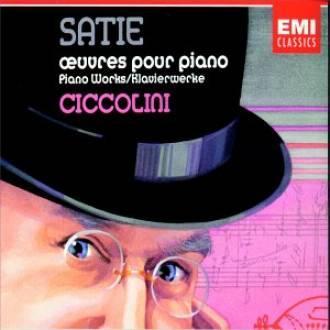 SATIE
œuvres pour piano
Piano Works/Klavierwerke
CICCOLINI
EMI
CLASSICS